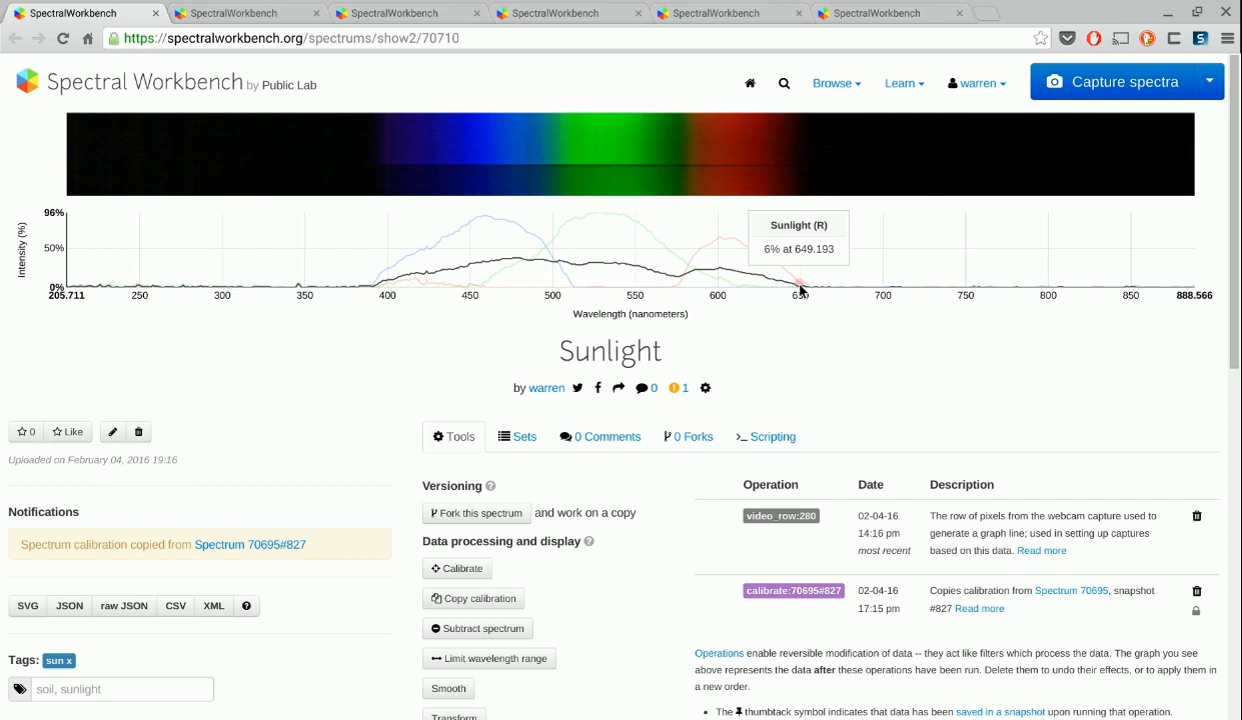 SpectralWorkbench × SpectralWorkbench × SpectralWorkbench × SpectralWorkbench × SpectralWorkbench × SpectralWorkbench ×
https://spectralworkbench.org/spectrums/show2/70710
Spectral Workbench by Public Lab
Browse Learn warren Capture spectra
96%
50%
0%
Intensity (%)
Sunlight (R)
6% at 649.193
205.711 250 300 350 400 450 500 550 600 650 700 750 800 850 888.566
Wavelength (nanometers)
Sunlight
by warren 0 1
0 Like
Uploaded on February 04, 2016 19:16
Notifications
Spectrum calibration copied from Spectrum 70695#827
SVG JSON raw JSON CSV XML ?
Tags: sun x
soil, sunlight
Tools Sets 0 Comments 0 Forks >_ Scripting
Versioning ?
Fork this spectrum and work on a copy
Data processing and display ?
Calibrate
Copy calibration
Subtract spectrum
Limit wavelength range
Smooth
Transform
Operation Date Description
video_row:280 02-04-16 14:16 pm most recent
The row of pixels from the webcam capture used to
generate a graph line; used in setting up captures
based on this data. Read more
calibrate:70695#827 02-04-16 17:15 pm
Copies calibration from Spectrum 70695, snapshot
#827 Read more
Operations enable reversible modification of data -- they act like filters which process the data. The graph you see
above represents the data after these operations have been run. Delete them to undo their effects, or to apply them in
a new order.
• The thumbtack symbol indicates that data has been saved in a snapshot upon running that operation.